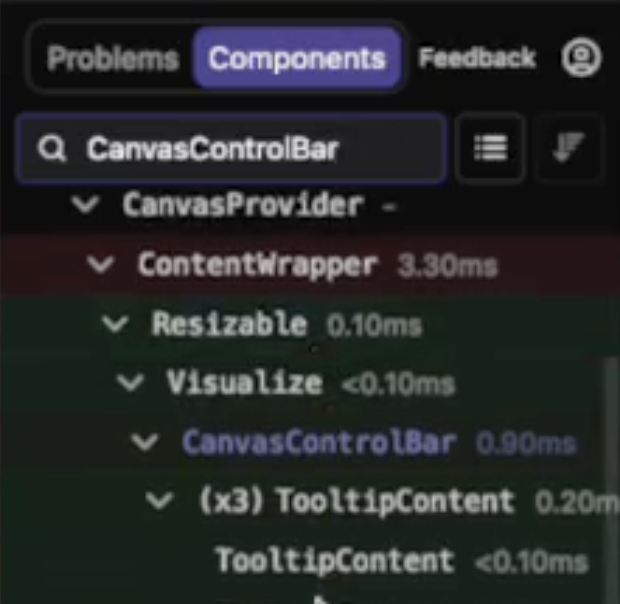 Problems Components Feedback
CanvasControlBar
CanvasProvider –
ContentWrapper 3.30ms
Resizable 0.10ms
Visualize <0.10ms
CanvasControlBar 0.90ms
(x3) TooltipContent 0.20m
TooltipContent <0.10ms